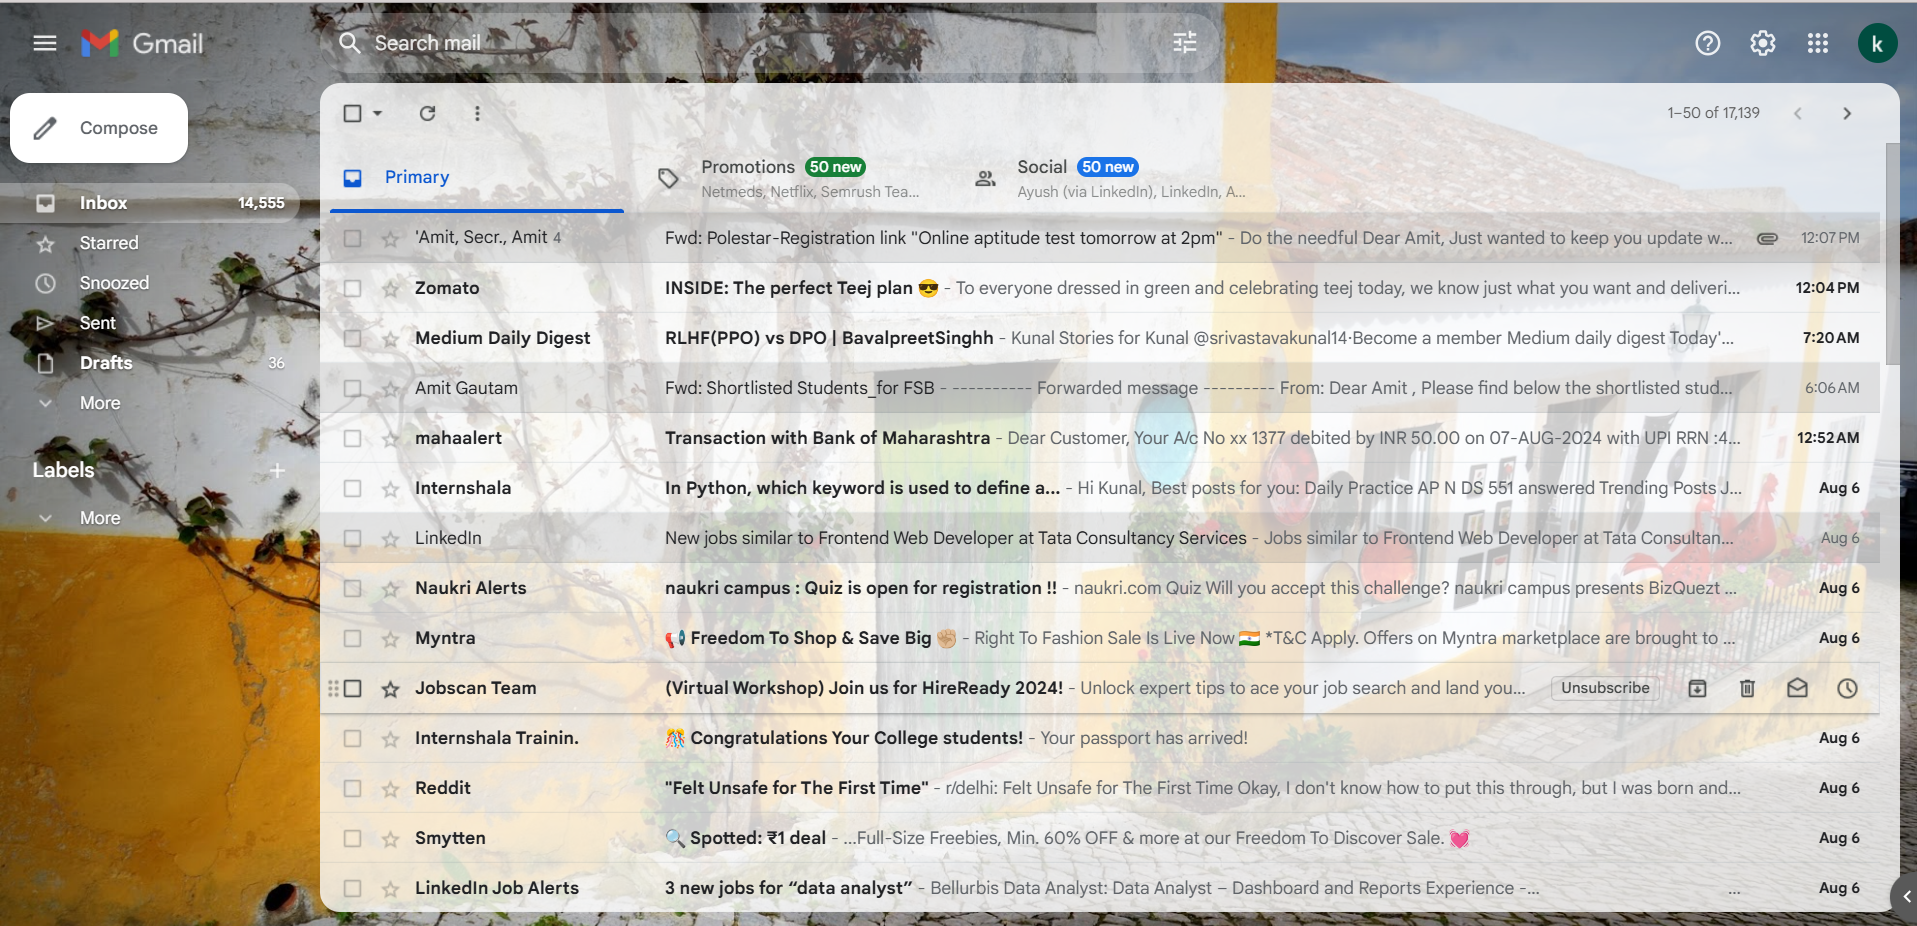 Gmail
Search mail
k
Compose
1–50 of 17,139
Primary
Promotions 50 new
Netmeds, Netflix, Semrush Tea...
Social 50 new
Ayush (via LinkedIn), LinkedIn, A...
Inbox 14,555
Starred
Snoozed
Sent
Drafts 36
More
Labels +
More
'Amit, Secr., Amit 4 Fwd: Polestar-Registration link "Online aptitude test tomorrow at 2pm" - Do the needful Dear Amit, Just wanted to keep you update w... 12:07 PM
Zomato INSIDE: The perfect Teej plan 😎 - To everyone dressed in green and celebrating teej today, we know just what you want and deliveri... 12:04 PM
Medium Daily Digest RLHF(PPO) vs DPO | BavalpreetSinghh - Kunal Stories for Kunal @srivastavakunal14·Become a member Medium daily digest Today'... 7:20 AM
Amit Gautam Fwd: Shortlisted Students_for FSB - ---------- Forwarded message --------- From: Dear Amit , Please find below the shortlisted stud... 6:06 AM
mahaalert Transaction with Bank of Maharashtra - Dear Customer, Your A/c No xx 1377 debited by INR 50.00 on 07-AUG-2024 with UPI RRN :4... 12:52 AM
Internshala In Python, which keyword is used to define a... - Hi Kunal, Best posts for you: Daily Practice AP N DS 551 answered Trending Posts J... Aug 6
LinkedIn New jobs similar to Frontend Web Developer at Tata Consultancy Services - Jobs similar to Frontend Web Developer at Tata Consultan... Aug 6
Naukri Alerts naukri campus : Quiz is open for registration !! - naukri.com Quiz Will you accept this challenge? naukri campus presents BizQuezt ... Aug 6
Myntra 📢 Freedom To Shop & Save Big ✊🏼 - Right To Fashion Sale Is Live Now 🇮🇳 *T&C Apply. Offers on Myntra marketplace are brought to ... Aug 6
Jobscan Team (Virtual Workshop) Join us for HireReady 2024! - Unlock expert tips to ace your job search and land you... Unsubscribe
Internshala Trainin. 🎊 Congratulations Your College students! - Your passport has arrived! Aug 6
Reddit "Felt Unsafe for The First Time" - r/delhi: Felt Unsafe for The First Time Okay, I don't know how to put this through, but I was born and... Aug 6
Smytten 🔍 Spotted: ₹1 deal - ...Full-Size Freebies, Min. 60% OFF & more at our Freedom To Discover Sale. 💓 Aug 6
LinkedIn Job Alerts 3 new jobs for “data analyst” - Bellurbis Data Analyst: Data Analyst – Dashboard and Reports Experience -... ... Aug 6